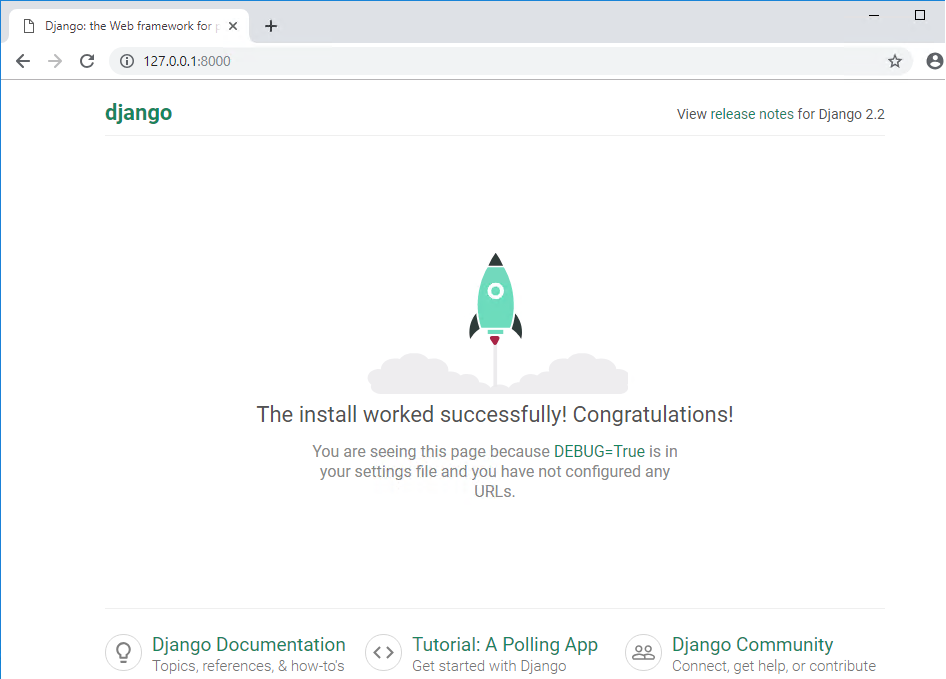 Django: the Web framework for p
127.0.0.1:8000
django
View release notes for Django 2.2
The install worked successfully! Congratulations!
You are seeing this page because DEBUG=True is in
your settings file and you have not configured any
URLs.
Django Documentation
Topics, references, & how-to's
Tutorial: A Polling App
Get started with Django
Django Community
Connect, get help, or contribute